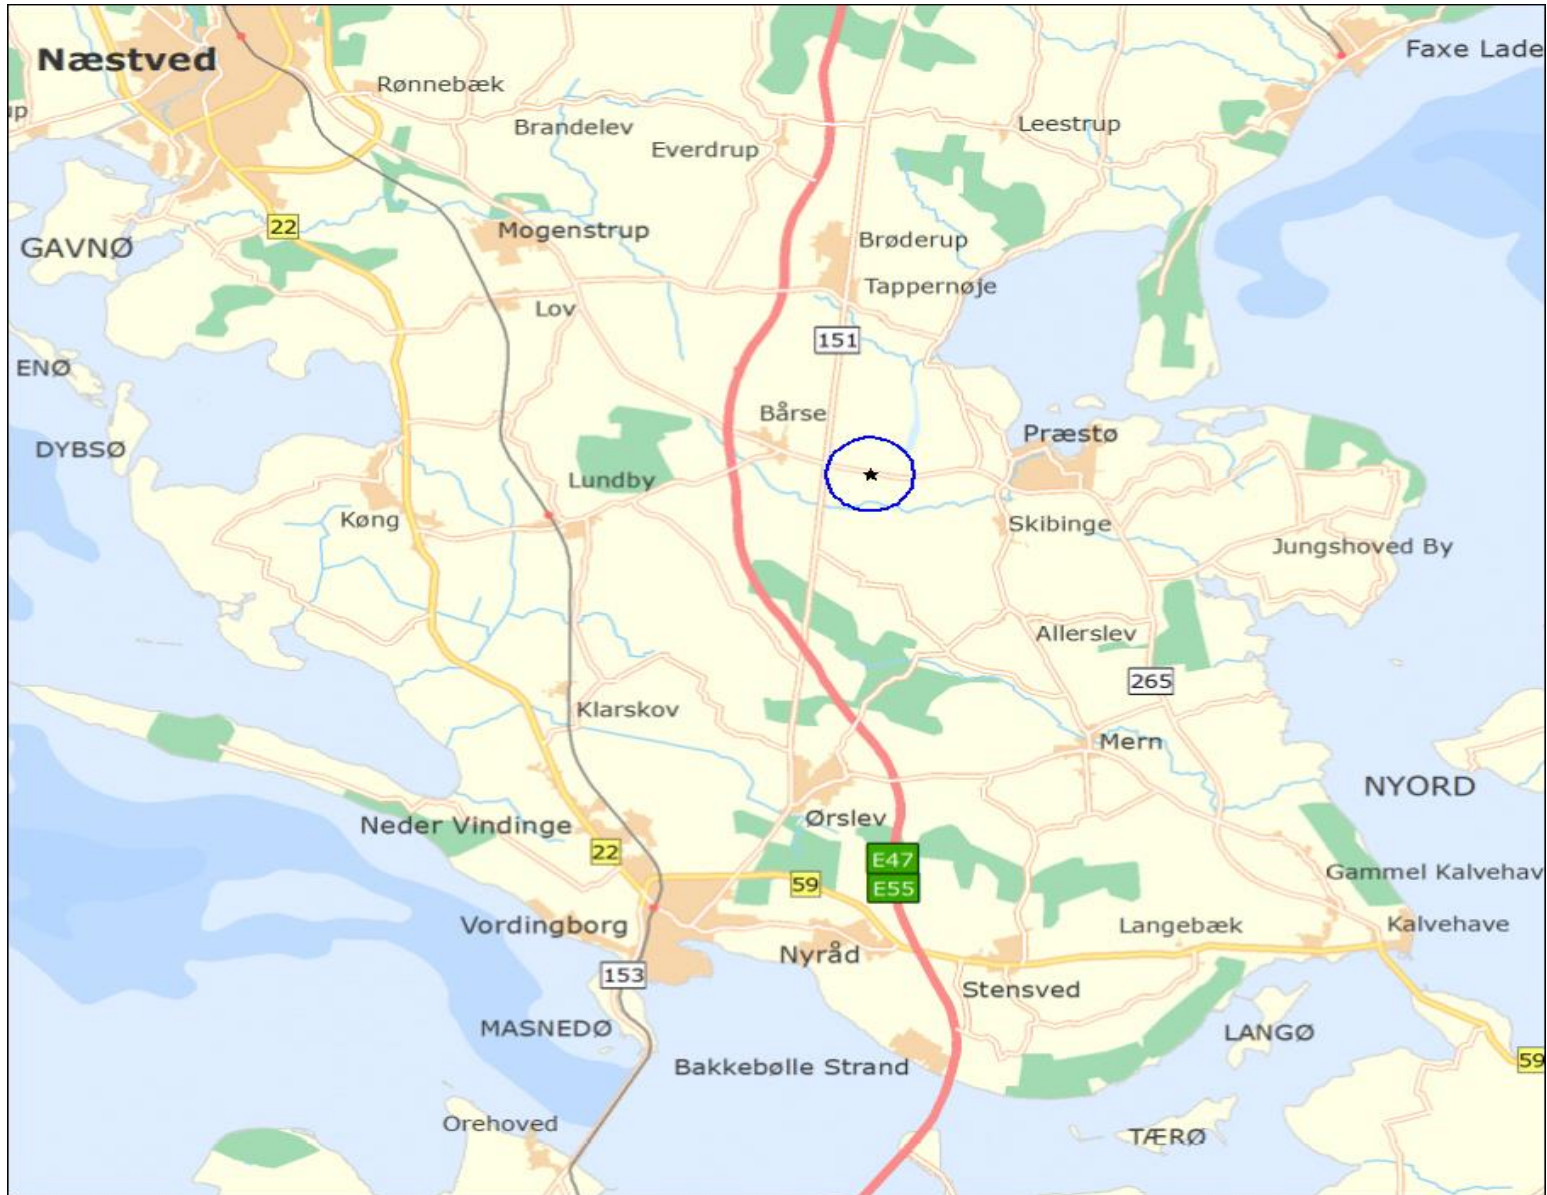 Næstved
Faxe Lade
Rønnebæk
Brandelev
Everdrup
Leestrup
22
Mogenstrup
GAVNØ
Brøderup
Tappernøje
Lov
151
ENØ
Bårse
Præstø
DYBSØ
Lundby
Køng
Skibinge
Jungshoved By
Allerslev
265
Klarskov
Mern
NYORD
Neder Vindinge
Ørslev
22
E47
59
E55
Gammel Kalvehav
Vordingborg
Langebæk
Kalvehave
Nyråd
153
Stensved
MASNEDØ
LANGØ
Bakkebølle Strand
59
Orehoved
TÆRØ